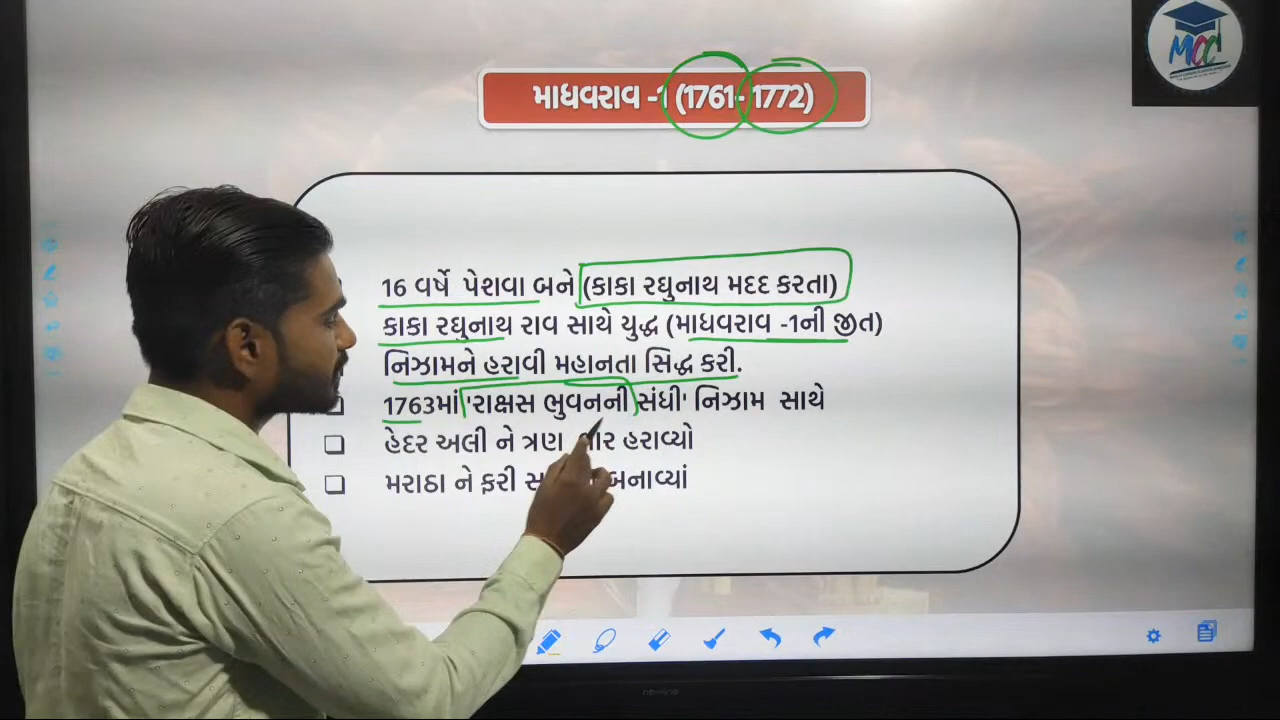 MCC
માધવરાવ -1 (1761- 1772)
16 વર્ષે પેશવા બને (કાકા રઘુનાથ મદદ કરતા)
કાકા રઘુનાથ રાવ સાથે યુદ્ધ (માધવરાવ -1ની જીત)
નિઝામને હરાવી મહાનતા સિદ્ધ કરી.
1763માં 'રાક્ષસ ભુવનની સંધી' નિઝામ સાથે
હેદર અલી ને ત્રણ હરાવ્યો
મરાઠા ને ફરી બનાવ્યાં